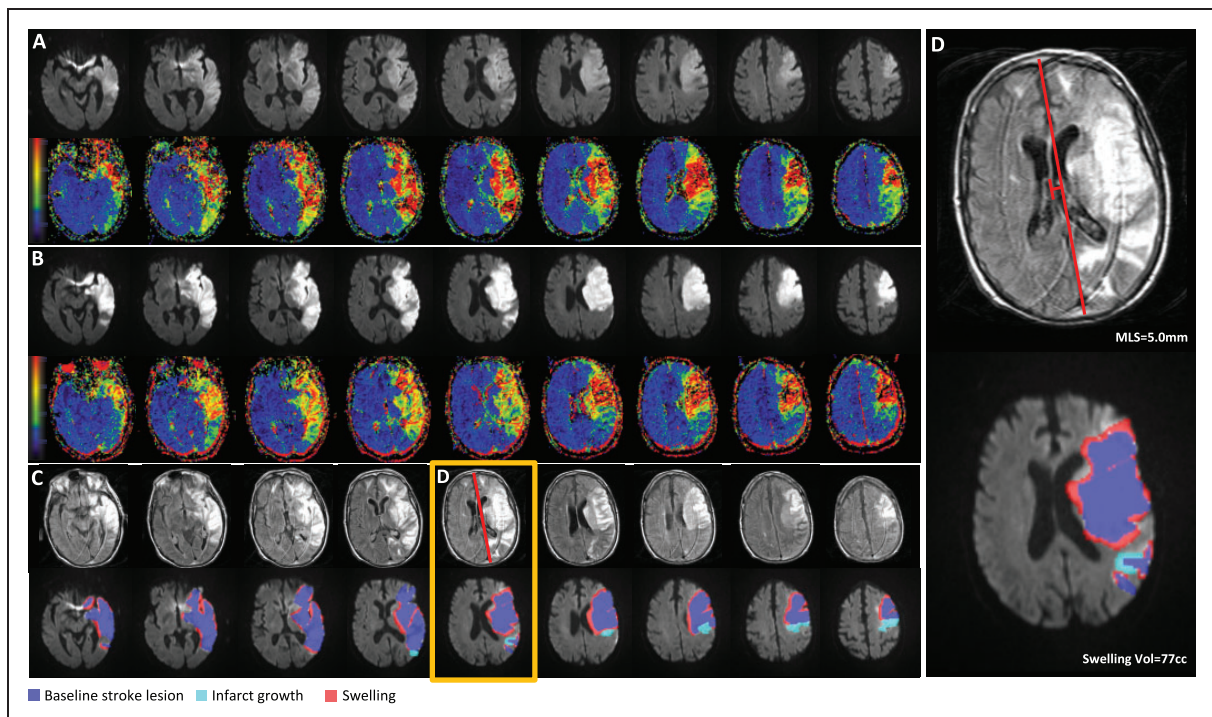 A
B
C
D
Baseline stroke lesion
Infarct growth
Swelling
D
MLS=5.0mm
Swelling Vol=77cc